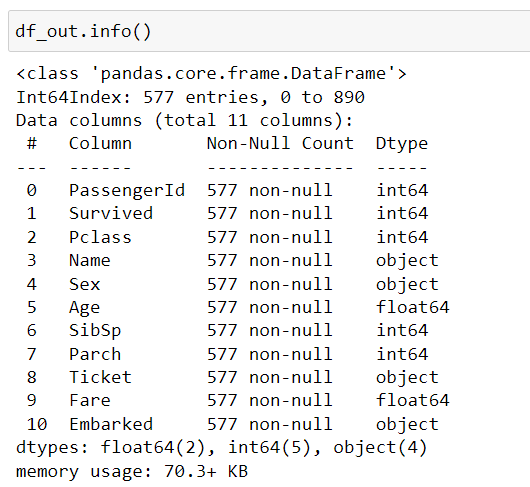 df_out.info()
<class 'pandas.core.frame.DataFrame'>
Int64Index: 577 entries, 0 to 890
Data columns (total 11 columns):
 #   Column       Non-Null Count  Dtype
---  ------       --------------  -----
 0   PassengerId  577 non-null    int64
 1   Survived     577 non-null    int64
 2   Pclass       577 non-null    int64
 3   Name         577 non-null    object
 4   Sex          577 non-null    object
 5   Age          577 non-null    float64
 6   SibSp        577 non-null    int64
 7   Parch        577 non-null    int64
 8   Ticket       577 non-null    object
 9   Fare         577 non-null    float64
 10  Embarked     577 non-null    object
dtypes: float64(2), int64(5), object(4)
memory usage: 70.3+ KB